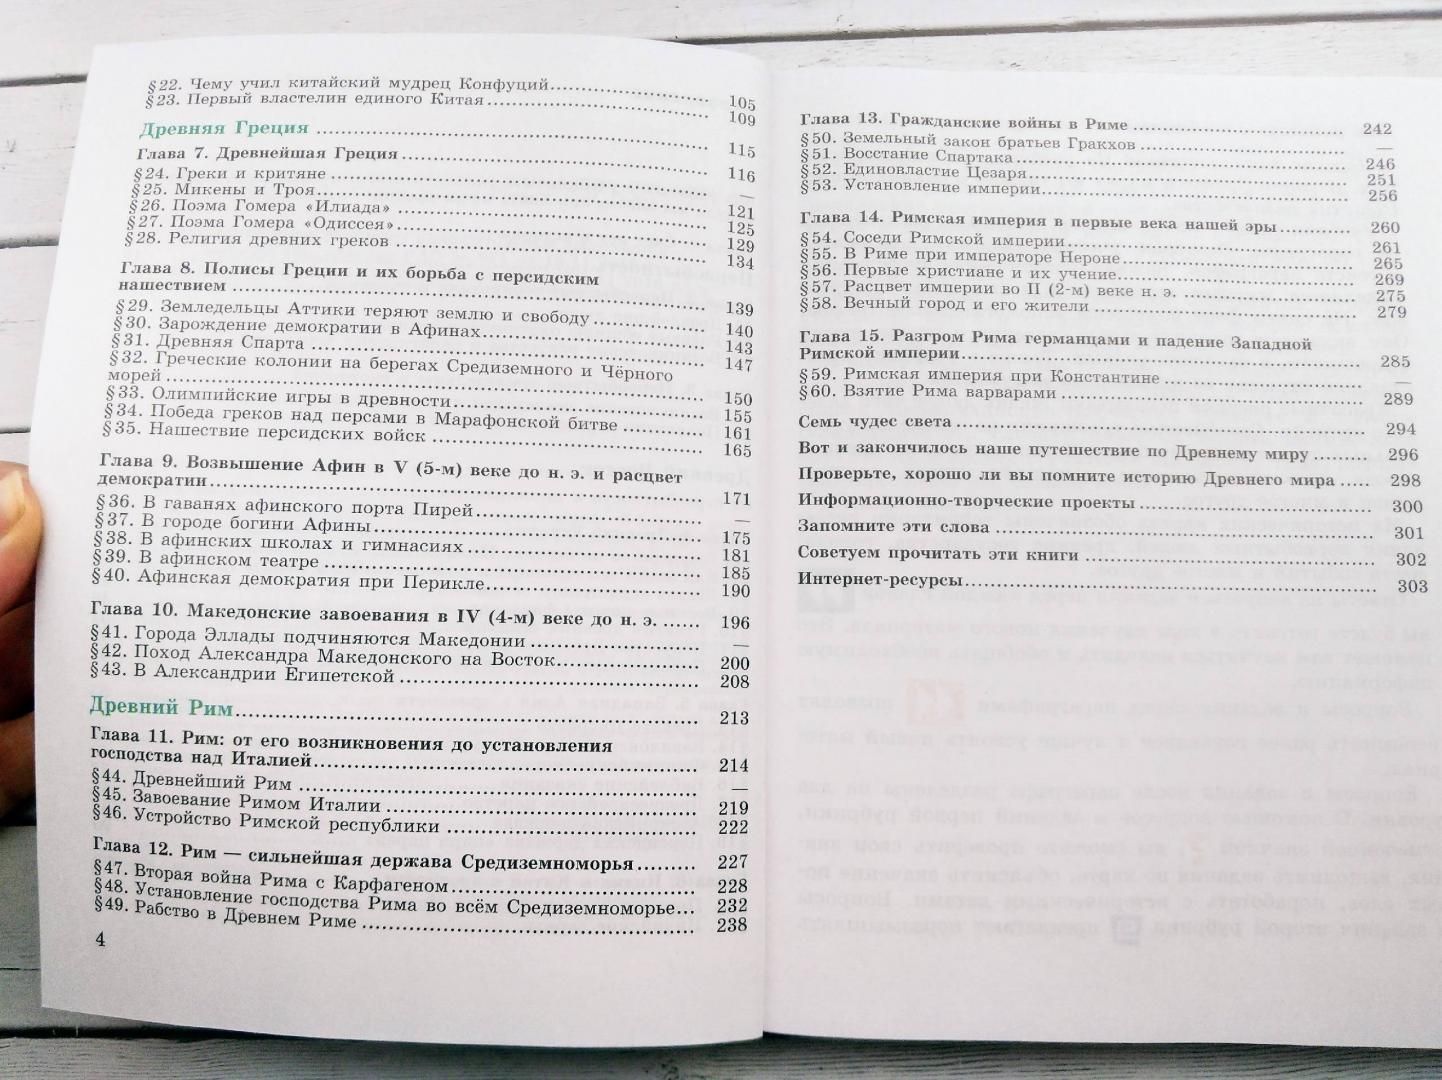 §22. Чему учил китайский мудрец Конфуций.......... 105
§23. Первый властелин единого Китая.......... 109
Древняя Греция .......... 115
Глава 7. Древнейшая Греция.......... 116
§24. Греки и критяне .......... —
§25. Микены и Троя.......... 121
§26. Поэма Гомера «Илиада» .......... 125
§27. Поэма Гомера «Одиссея» .......... 129
§28. Религия древних греков .......... 134
Глава 8. Полисы Греции и их борьба с персидским
нашествием .......... 139
§29. Земледельцы Аттики теряют землю и свободу .......... 140
§30. Зарождение демократии в Афинах.......... 143
§31. Древняя Спарта .......... 147
§32. Греческие колонии на берегах Средиземного и Чёрного
морей .......... 150
§33. Олимпийские игры в древности.......... 155
§34. Победа греков над персами в Марафонской битве .......... 161
§35. Нашествие персидских войск .......... 165
Глава 9. Возвышение Афин в V (5-м) веке до н. э. и расцвет
демократии.......... 171
§36. В гаванях афинского порта Пирей.......... —
§37. В городе богини Афины.......... 175
§38. В афинских школах и гимнасиях .......... 181
§39. В афинском театре .......... 185
§40. Афинская демократия при Перикле.......... 190
Глава 10. Македонские завоевания в IV (4-м) веке до н. э. ...... 196
§41. Города Эллады подчиняются Македонии .......... —
§42. Поход Александра Македонского на Восток.......... 200
§43. В Александрии Египетской .......... 208
Древний Рим.......... 213
Глава 11. Рим: от его возникновения до установления
господства над Италией.......... 214
§44. Древнейший Рим .......... —
§45. Завоевание Римом Италии .......... 219
§46. Устройство Римской республики .......... 222
Глава 12. Рим — сильнейшая держава Средиземноморья........ 227
§47. Вторая война Рима с Карфагеном.......... 228
§48. Установление господства Рима во всём Средиземноморье... 232
§49. Рабство в Древнем Риме .......... 238
4
Глава 13. Гражданские войны в Риме .......... 242
§50. Земельный закон братьев Гракхов .......... —
§51. Восстание Спартака.......... 246
§52. Единовластие Цезаря.......... 251
§53. Установление империи.......... 256
Глава 14. Римская империя в первые века нашей эры.......... 260
§54. Соседи Римской империи.......... 261
§55. В Риме при императоре Нероне.......... 265
§56. Первые христиане и их учение.......... 269
§57. Расцвет империи во II (2-м) веке н. э. .......... 275
§58. Вечный город и его жители .......... 279
Глава 15. Разгром Рима германцами и падение Западной
Римской империи.......... 285
§59. Римская империя при Константине .......... —
§60. Взятие Рима варварами .......... 289
Семь чудес света .......... 294
Вот и закончилось наше путешествие по Древнему миру ........ 296
Проверьте, хорошо ли вы помните историю Древнего мира ..... 298
Информационно-творческие проекты .......... 300
Запомните эти слова .......... 301
Советуем прочитать эти книги .......... 302
Интернет-ресурсы.......... 303